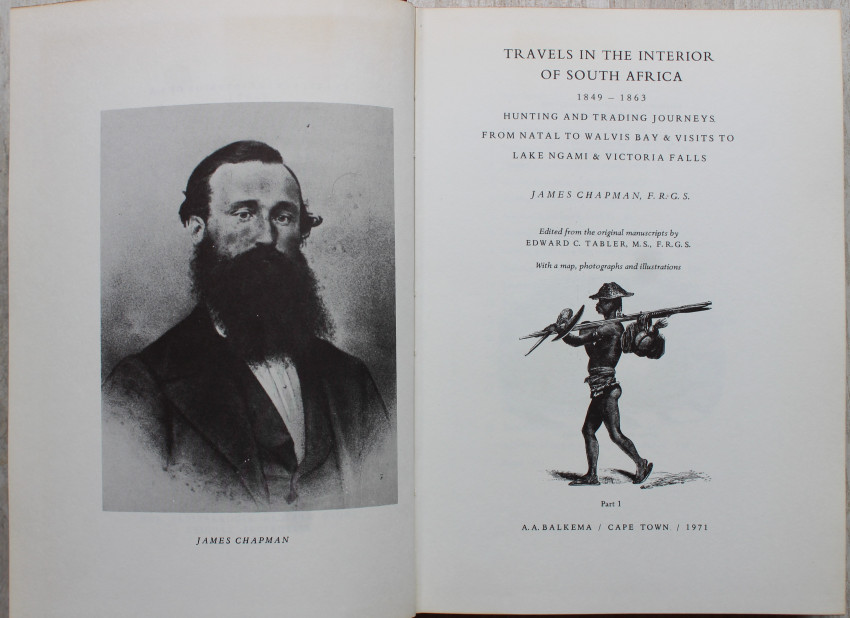 JAMES CHAPMAN
TRAVELS IN THE INTERIOR
OF SOUTH AFRICA
1849 – 1863
HUNTING AND TRADING JOURNEYS
FROM NATAL TO WALVIS BAY & VISITS TO
LAKE NGAMI & VICTORIA FALLS
JAMES CHAPMAN, F.R.G.S.
Edited from the original manuscripts by
EDWARD C. TABLER, M.S., F.R.G.S.
With a map, photographs and illustrations
Part 1
A.A. BALKEMA / CAPE TOWN / 1971